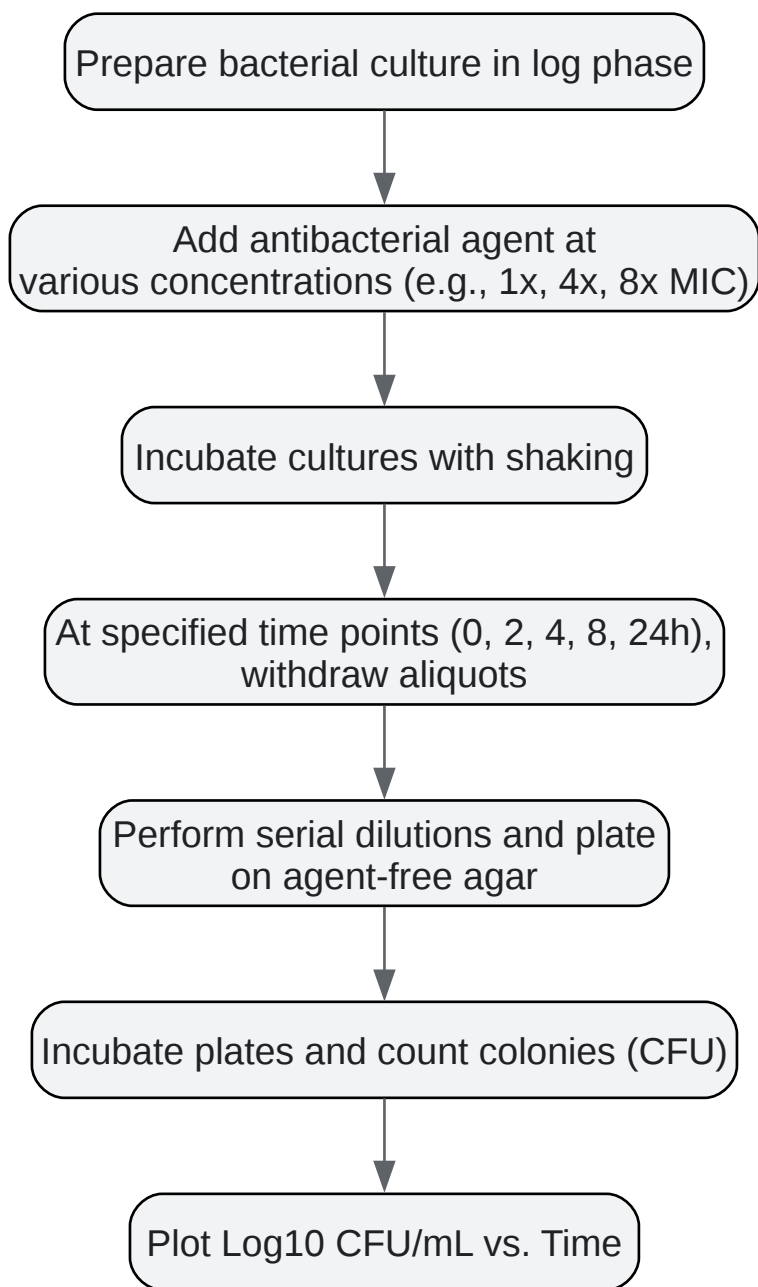 Prepare bacterial culture in log phase
Add antibacterial agent at
various concentrations (e.g., 1x, 4x, 8x MIC)
Incubate cultures with shaking
At specified time points (0, 2, 4, 8, 24h),
withdraw aliquots
Perform serial dilutions and plate
on agent-free agar
Incubate plates and count colonies (CFU)
Plot Log10 CFU/mL vs. Time